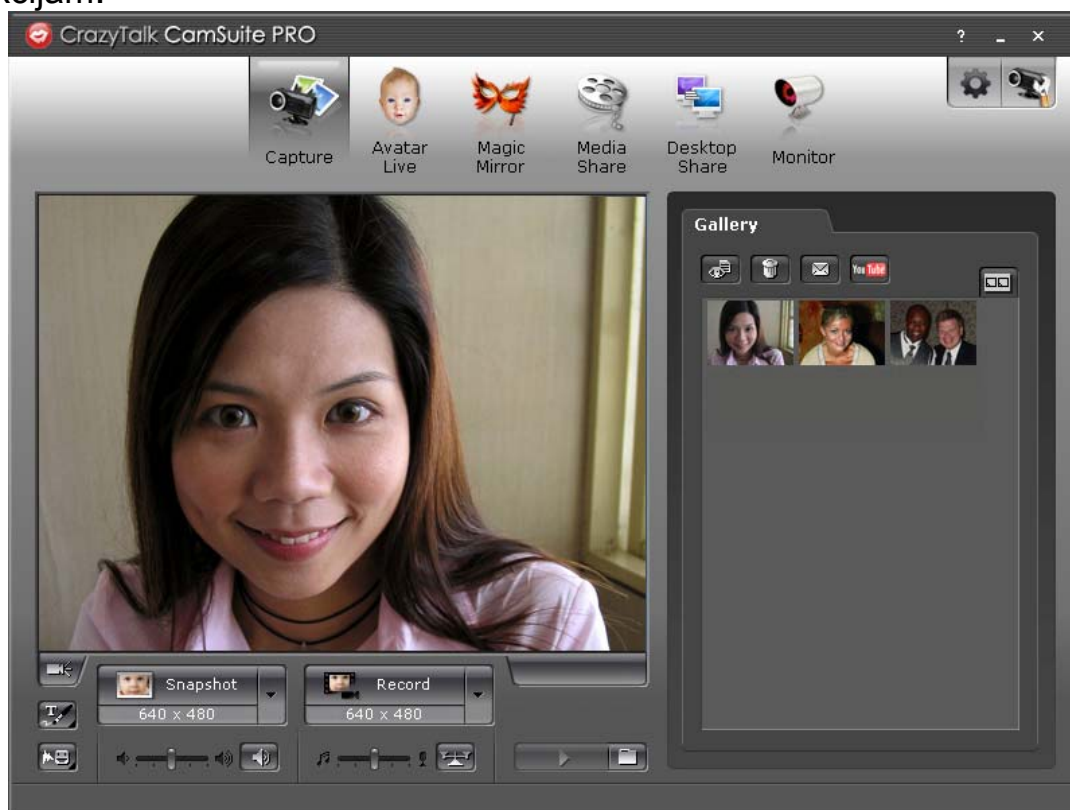 kcijam.
CrazyTalk CamSuite PRO
?
Capture
Avatar Live
Magic Mirror
Media Share
Desktop Share
Monitor
Gallery
You Tube
Snapshot
640 x 480
Record
640 x 480